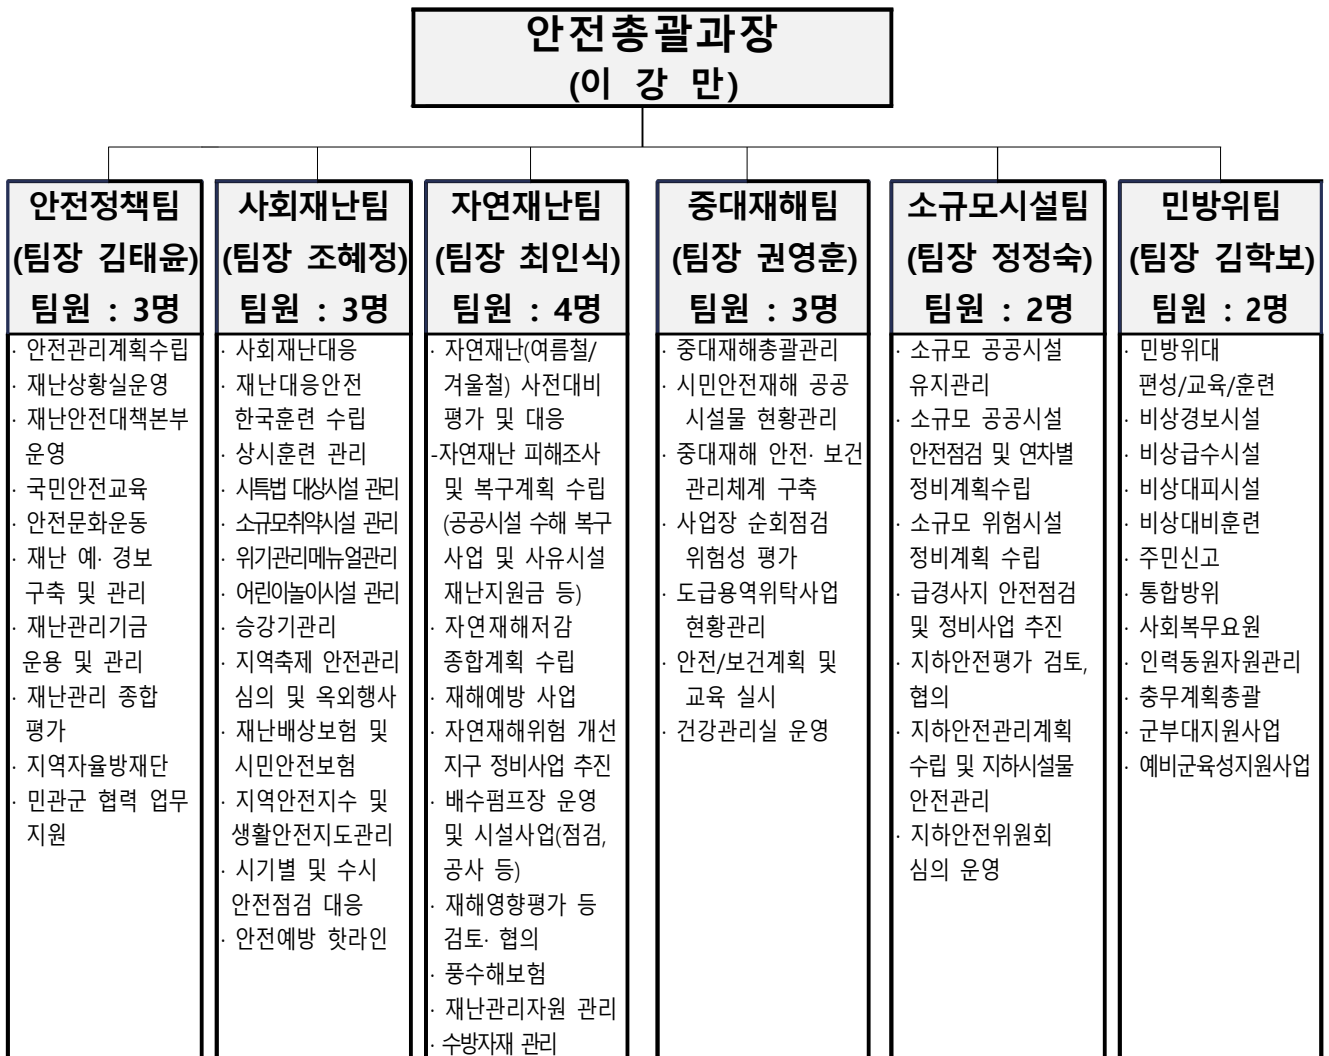 안전총괄과장
(이 강 만)
안전정책팀
(팀장 김태윤)
팀원 : 3명
· 안전관리계획수립
· 재난상황실운영
· 재난안전대책본부
운영
· 국민안전교육
· 안전문화운동
· 재난 예· 경보
구축 및 관리
· 재난관리기금
운용 및 관리
· 재난관리 종합
평가
· 지역자율방재단
· 민관군 협력 업무
지원
사회재난팀
(팀장 조혜정)
팀원 : 3명
· 사회재난대응
· 재난대응안전
한국훈련 수립
· 상시훈련 관리
· 시특법 대상시설 관리
· 소규모취약시설 관리
· 위기관리메뉴얼관리
· 어린이놀이시설 관리
· 승강기관리
· 지역축제 안전관리
심의 및 옥외행사
· 재난배상보험 및
시민안전보험
· 지역안전지수 및
생활안전지도관리
· 시기별 및 수시
안전점검 대응
· 안전예방 핫라인
자연재난팀
(팀장 최인식)
팀원 : 4명
· 자연재난(여름철/
겨울철) 사전대비
평가 및 대응
-자연재난 피해조사
및 복구계획 수립
(공공시설 수해 복구
사업 및 사유시설
재난지원금 등)
· 자연재해저감
종합계획 수립
· 재해예방 사업
· 자연재해위험 개선
지구 정비사업 추진
· 배수펌프장 운영
및 시설사업(점검,
공사 등)
· 재해영향평가 등
검토· 협의
· 풍수해보험
· 재난관리자원 관리
· 수방자재 관리
중대재해팀
(팀장 권영훈)
팀원 : 3명
· 중대재해총괄관리
· 시민안전재해 공공
시설물 현황관리
· 중대재해 안전· 보건
관리체계 구축
· 사업장 순회점검
위험성 평가
· 도급용역위탁사업
현황관리
· 안전/보건계획 및
교육 실시
· 건강관리실 운영
소규모시설팀
(팀장 정정숙)
팀원 : 2명
· 소규모 공공시설
유지관리
· 소규모 공공시설
안전점검 및 연차별
정비계획수립
· 소규모 위험시설
정비계획 수립
· 급경사지 안전점검
및 정비사업 추진
· 지하안전평가 검토,
협의
· 지하안전관리계획
수립 및 지하시설물
안전관리
· 지하안전위원회
심의 운영
민방위팀
(팀장 김학보)
팀원 : 2명
· 민방위대
편성/교육/훈련
· 비상경보시설
· 비상급수시설
· 비상대피시설
· 비상대비훈련
· 주민신고
· 통합방위
· 사회복무요원
· 인력동원자원관리
· 충무계획총괄
· 군부대지원사업
· 예비군육성지원사업